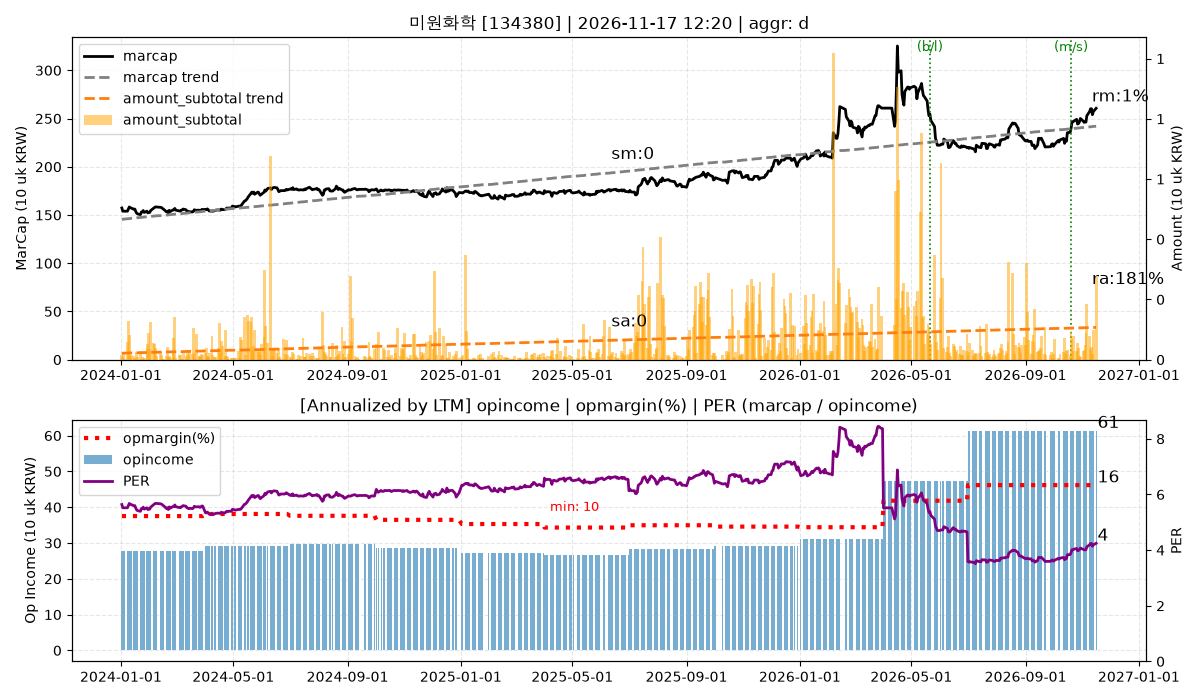 미원화학 [134380] | 2026-11-17 12:20 | aggr: d
marcap
marcap trend
amount_subtotal trend
amount_subtotal
(b/l)
(m/s)
rm:1%
sm:0
sa:0
ra:181%
MarCap (10 uk KRW)
300
250
200
150
100
50
0
Amount (10 uk KRW)
1
1
1
0
0
0
2024-01-01 2024-05-01 2024-09-01 2025-01-01 2025-05-01 2025-09-01 2026-01-01 2026-05-01 2026-09-01 2027-01-01
[Annualized by LTM] opincome | opmargin(%) | PER (marcap / opincome)
opmargin(%)
opincome
PER
min: 10
61
16
4
Op Income (10 uk KRW)
60
50
40
30
20
10
0
PER
8
6
4
2
0
2024-01-01 2024-05-01 2024-09-01 2025-01-01 2025-05-01 2025-09-01 2026-01-01 2026-05-01 2026-09-01 2027-01-01